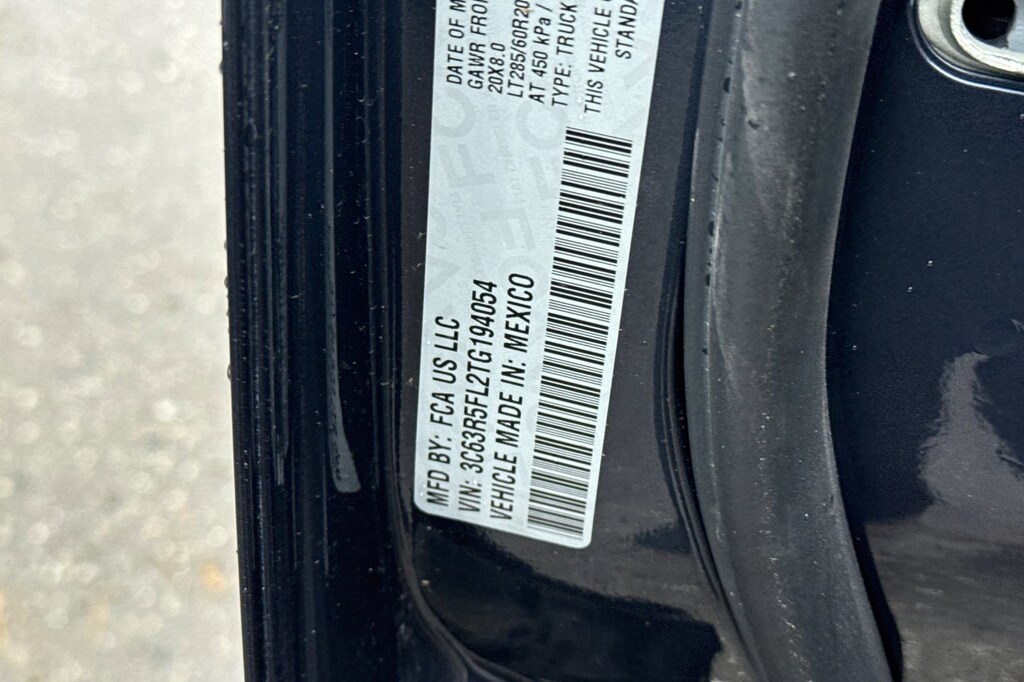 DATE OF M
GAWR FRO
20X8.0
LT285/60R20
AT 450 kPa /
TYPE: TRUCK
THIS VEHICLE
STANDA
MFD BY: FCA US LLC
VIN: 3C63R5FL2TG194054
VEHICLE MADE IN: MEXICO